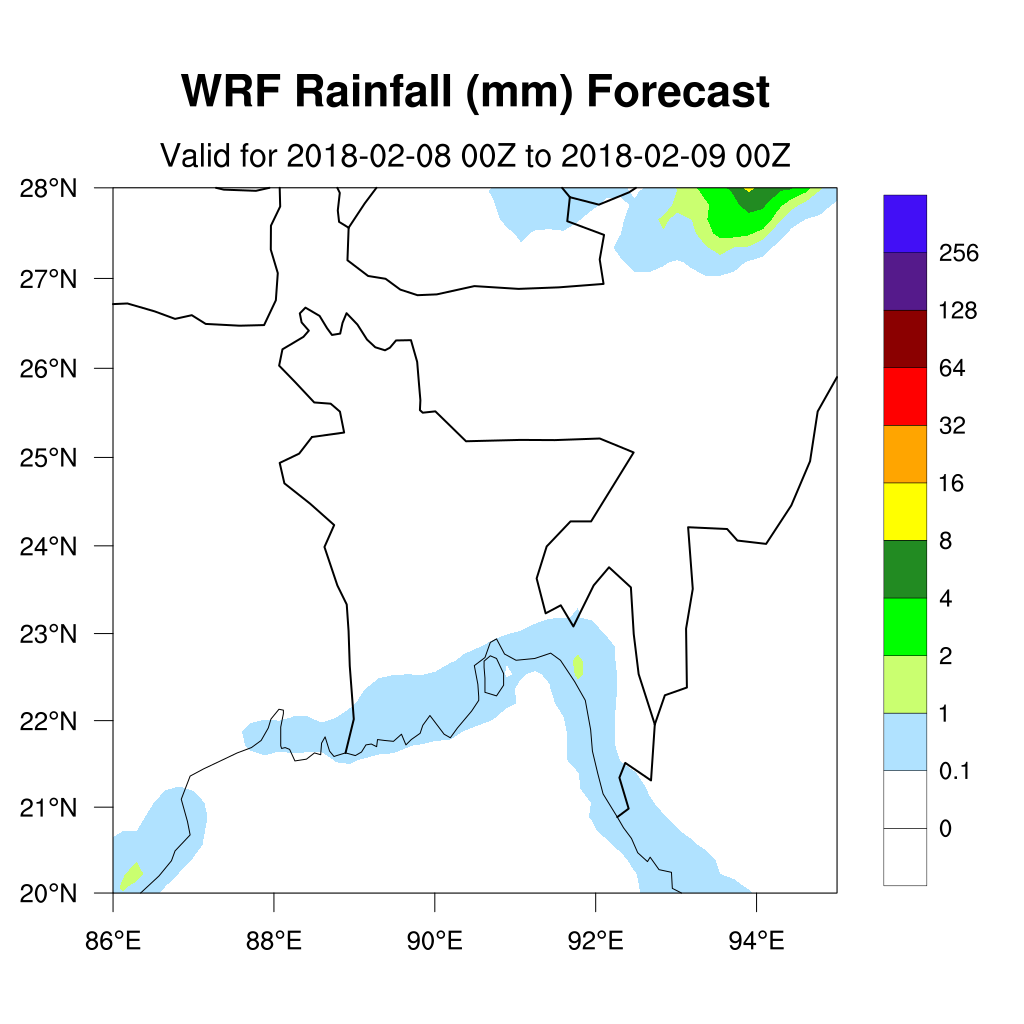 WRF Rainfall (mm) Forecast
Valid for 2018-02-08 00Z to 2018-02-09 00Z
28°N
27°N
26°N
25°N
24°N
23°N
22°N
21°N
20°N
86°E 88°E 90°E 92°E 94°E
256
128
64
32
16
8
4
2
1
0.1
0